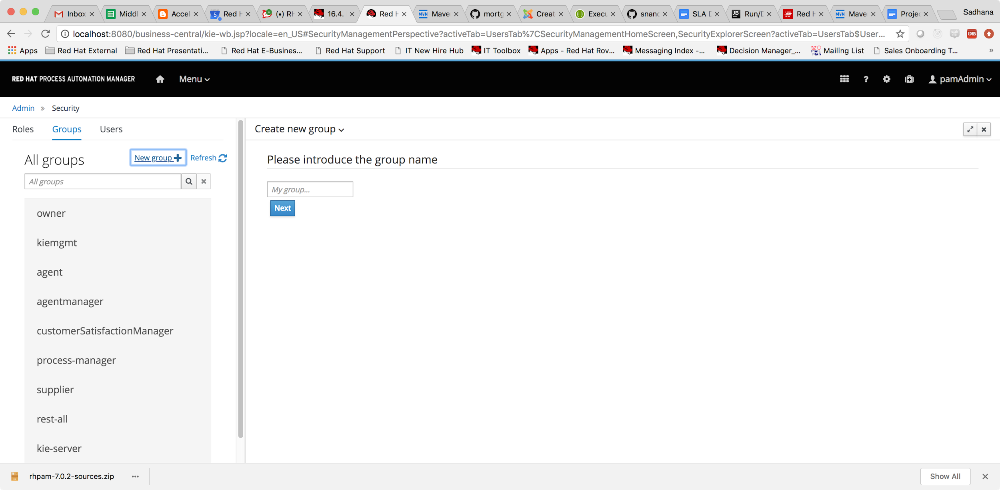 Inbox Middl Accel Red H (•) RH 16.4. Red H Mave mortg Creat Execu snanc SLA D Run/D Red H Mave Projec Sadhana
localhost:8080/business-central/kie-wb.jsp?locale=en_US#SecurityManagementPerspective?activeTab=UsersTab%7CSecurityManagementHomeScreen,SecurityExplorerScreen?activeTab=UsersTab$User...
CORS
Apps Red Hat External Red Hat Presentati... Red Hat E-Busines... Red Hat Support IT New Hire Hub IT Toolbox Apps - Red Hat Rov... Messaging Index -... Decision Manager_... Mailing List Sales Onboarding T... »
RED HAT PROCESS AUTOMATION MANAGER Menu ? pamAdmin
Admin » Security
Roles Groups Users
Create new group
All groups New group Refresh
Please introduce the group name
All groups
My group...
Next
owner
kiemgmt
agent
agentmanager
customerSatisfactionManager
process-manager
supplier
rest-all
kie-server
rhpam-7.0.2-sources.zip
Show All